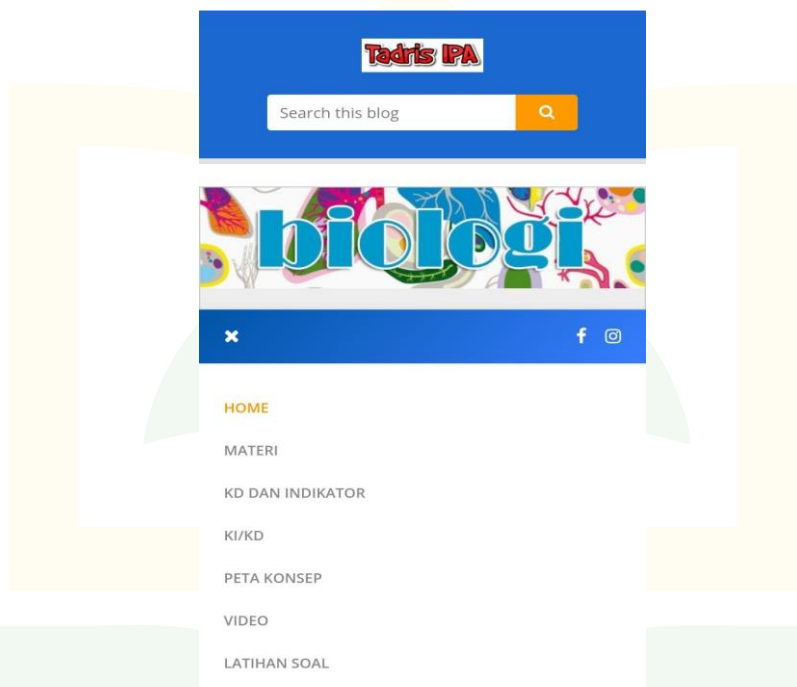 Tadris IPA
Search this blog
biologi
HOME
MATERI
KD DAN INDIKATOR
KI/KD
PETA KONSEP
VIDEO
LATIHAN SOAL